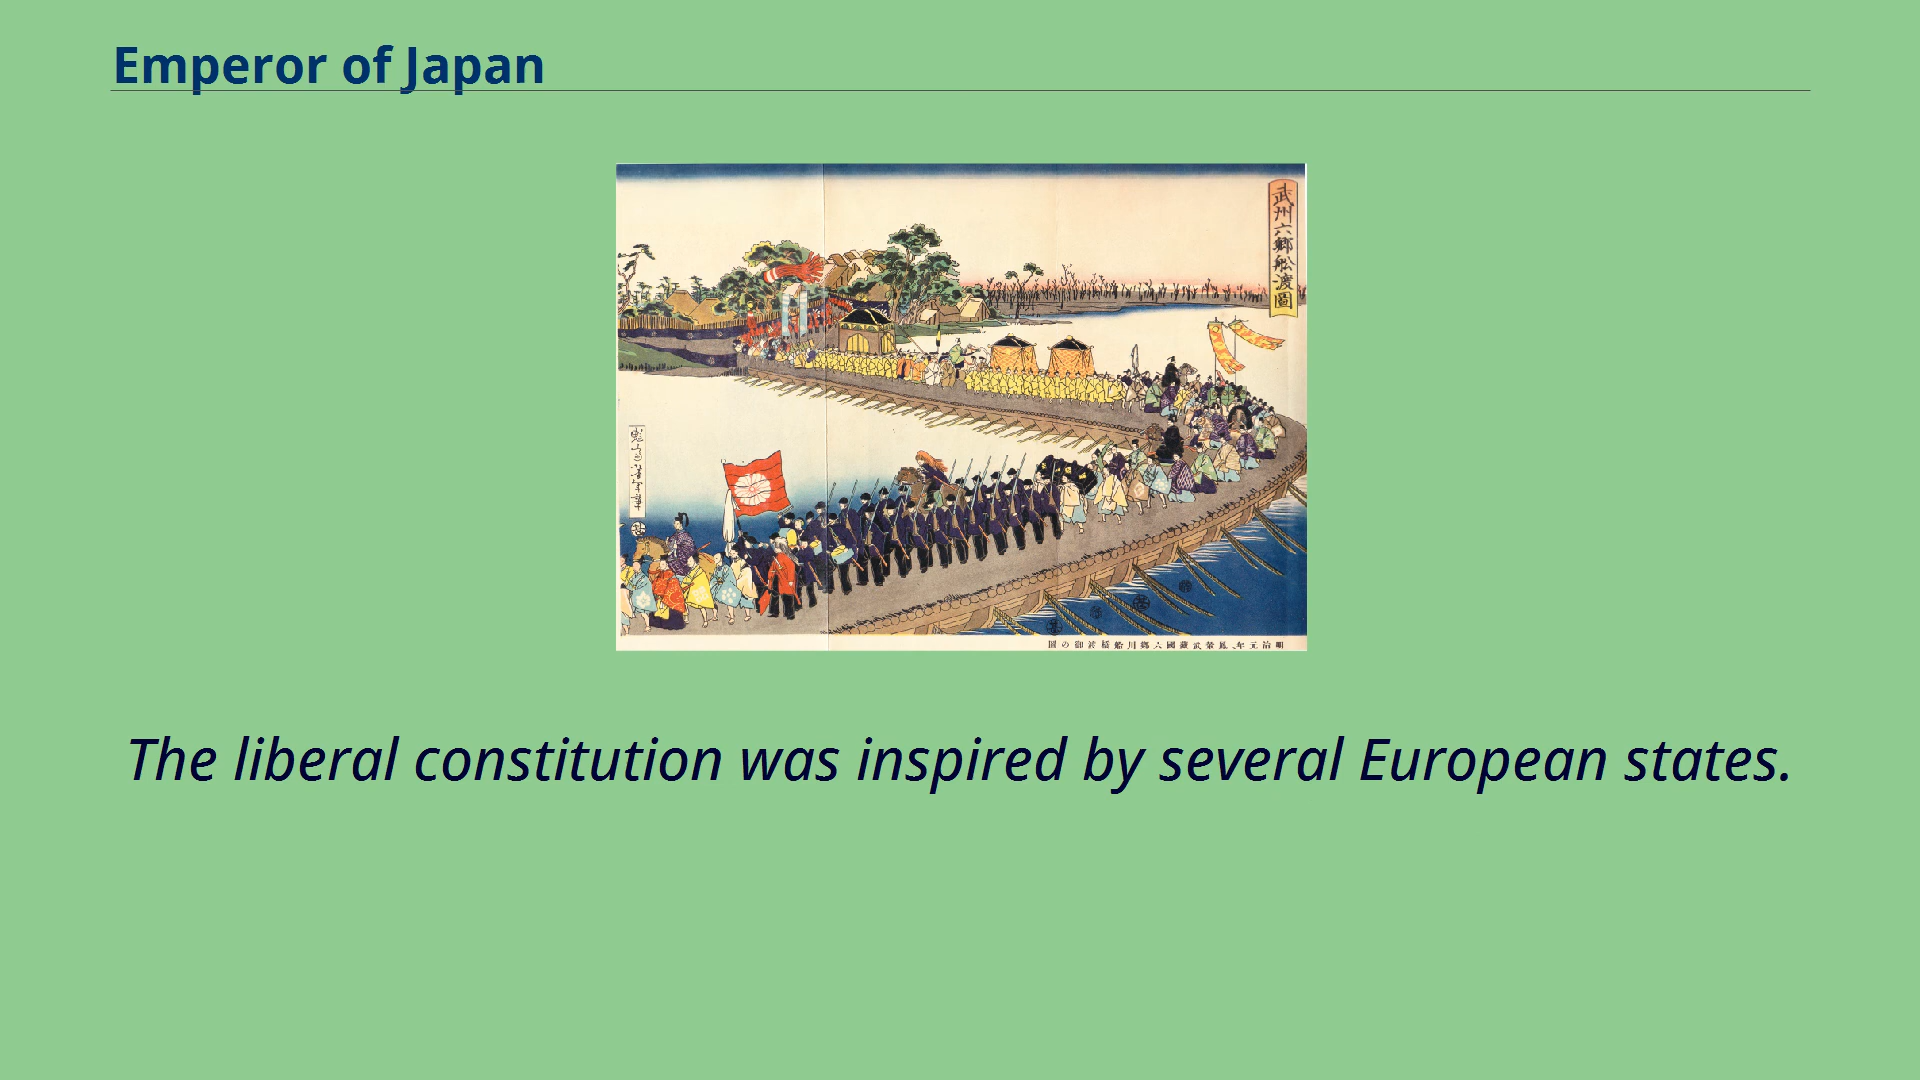 Emperor of Japan
武州六郷船渡圖
The liberal constitution was inspired by several European states.